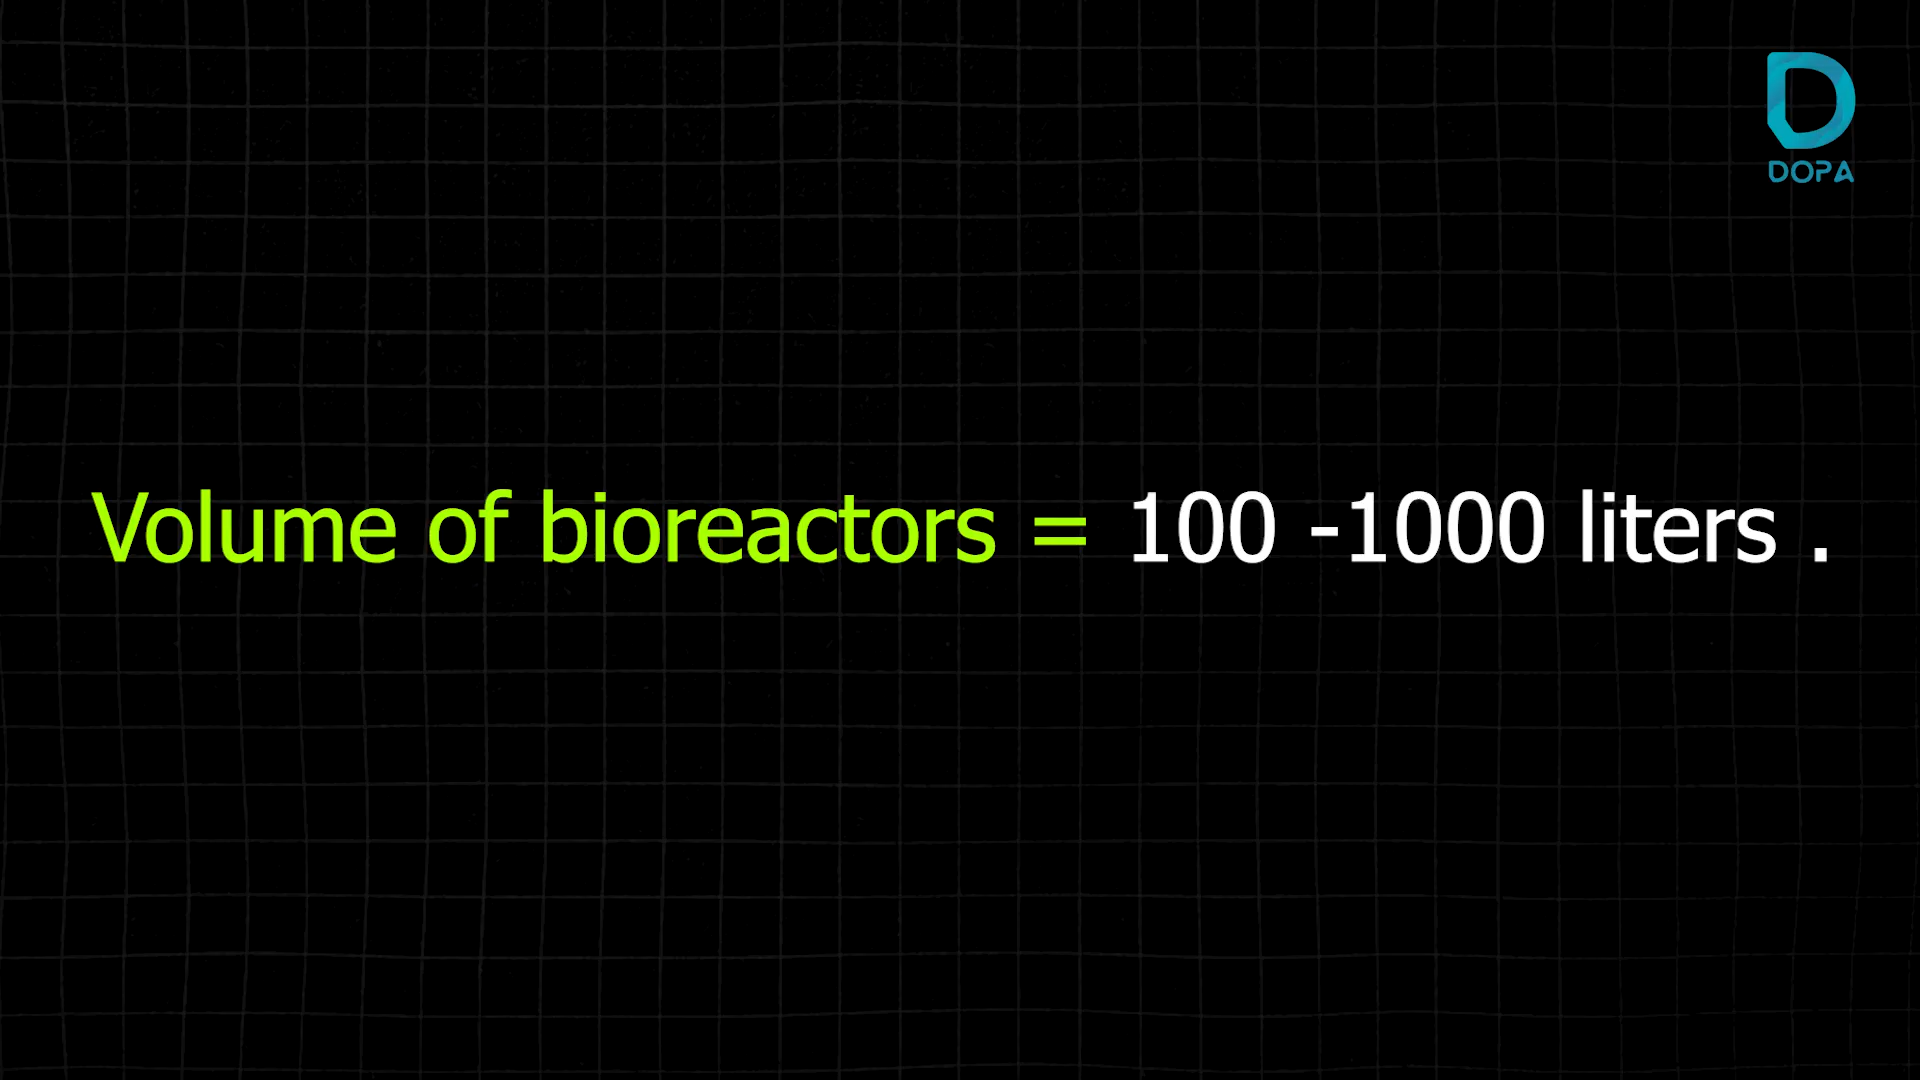 DOPA
Volume of bioreactors = 100 -1000 liters .